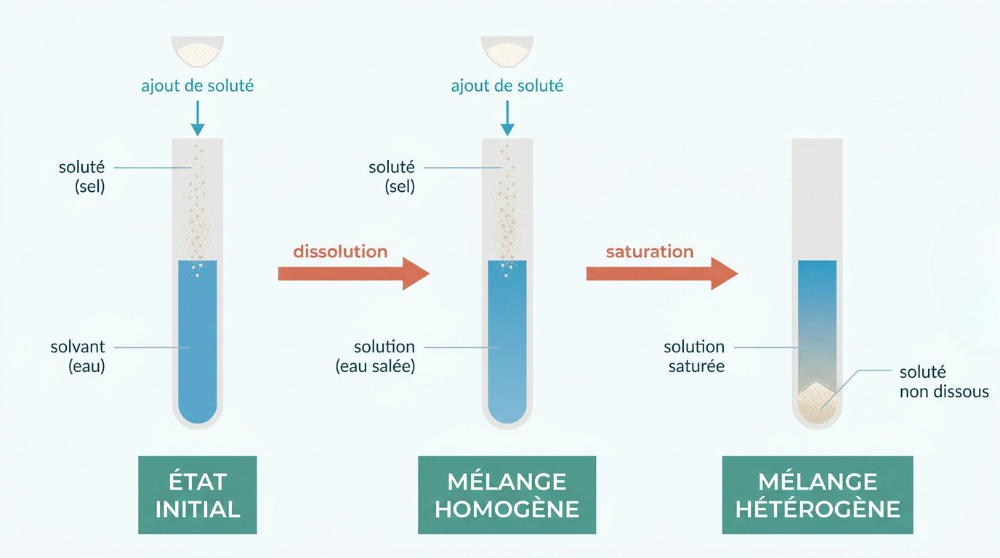 ajout de soluté
ajout de soluté
soluté
(sel)
soluté
(sel)
dissolution
saturation
solvant
(eau)
solution
(eau salée)
solution
saturée
soluté
non dissous
ÉTAT
INITIAL
MÉLANGE
HOMOGÈNE
MÉLANGE
HÉTÉROGÈNE